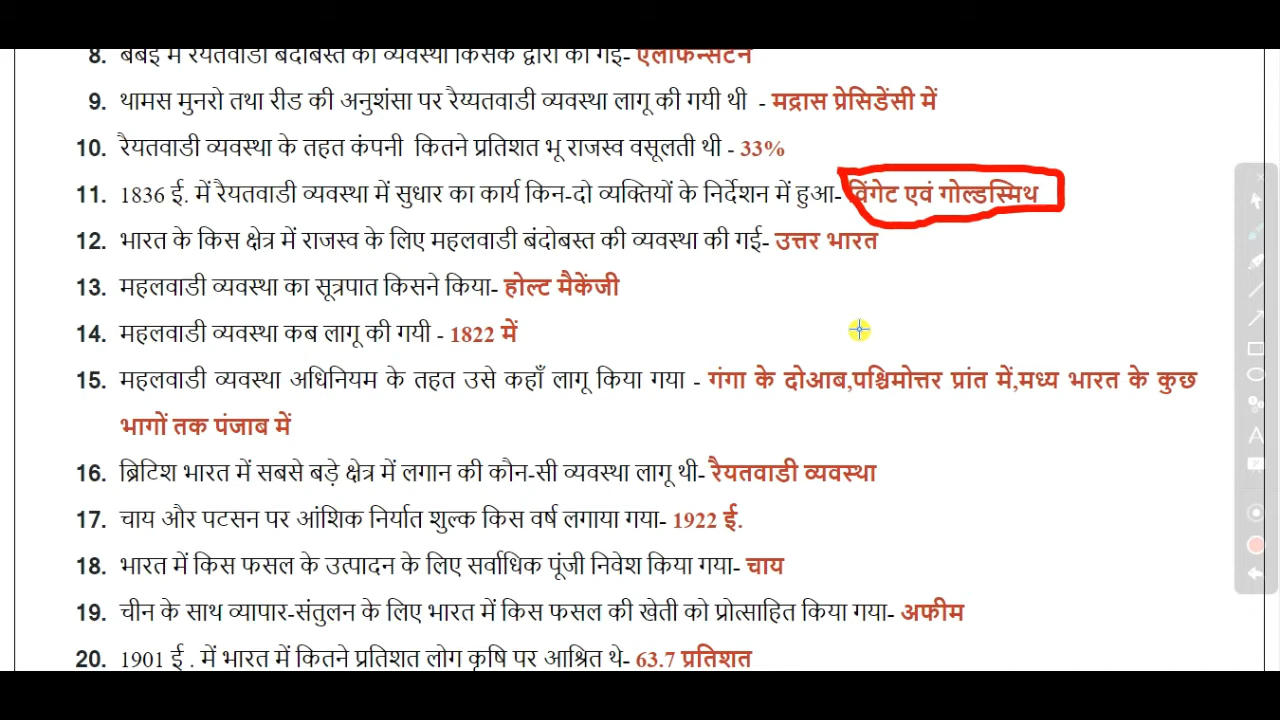 8. बंबई में रैयतवाडी बंदोबस्त की व्यवस्था किसके द्वारा की गई- एलफिन्सटन
9. थामस मुनरो तथा रीड की अनुशंसा पर रैय्यतवाडी व्यवस्था लागू की गयी थी - मद्रास प्रेसिडेंसी में
10. रैयतवाडी व्यवस्था के तहत कंपनी कितने प्रतिशत भू राजस्व वसूलती थी - 33%
11. 1836 ई. में रैयतवाडी व्यवस्था में सुधार का कार्य किन-दो व्यक्तियों के निर्देशन में हुआ- विंगेट एवं गोल्डस्मिथ
12. भारत के किस क्षेत्र में राजस्व के लिए महलवाडी बंदोबस्त की व्यवस्था की गई- उत्तर भारत
13. महलवाडी व्यवस्था का सूत्रपात किसने किया- होल्ट मैकेंजी
14. महलवाडी व्यवस्था कब लागू की गयी - 1822 में
15. महलवाडी व्यवस्था अधिनियम के तहत उसे कहाँ लागू किया गया - गंगा के दोआब,पश्चिमोत्तर प्रांत में,मध्य भारत के कुछ
भागों तक पंजाब में
16. ब्रिटिश भारत में सबसे बड़े क्षेत्र में लगान की कौन-सी व्यवस्था लागू थी- रैयतवाडी व्यवस्था
17. चाय और पटसन पर आंशिक निर्यात शुल्क किस वर्ष लगाया गया- 1922 ई.
18. भारत में किस फसल के उत्पादन के लिए सर्वाधिक पूंजी निवेश किया गया- चाय
19. चीन के साथ व्यापार-संतुलन के लिए भारत में किस फसल की खेती को प्रोत्साहित किया गया- अफीम
20. 1901 ई . में भारत में कितने प्रतिशत लोग कृषि पर आश्रित थे- 63.7 प्रतिशत